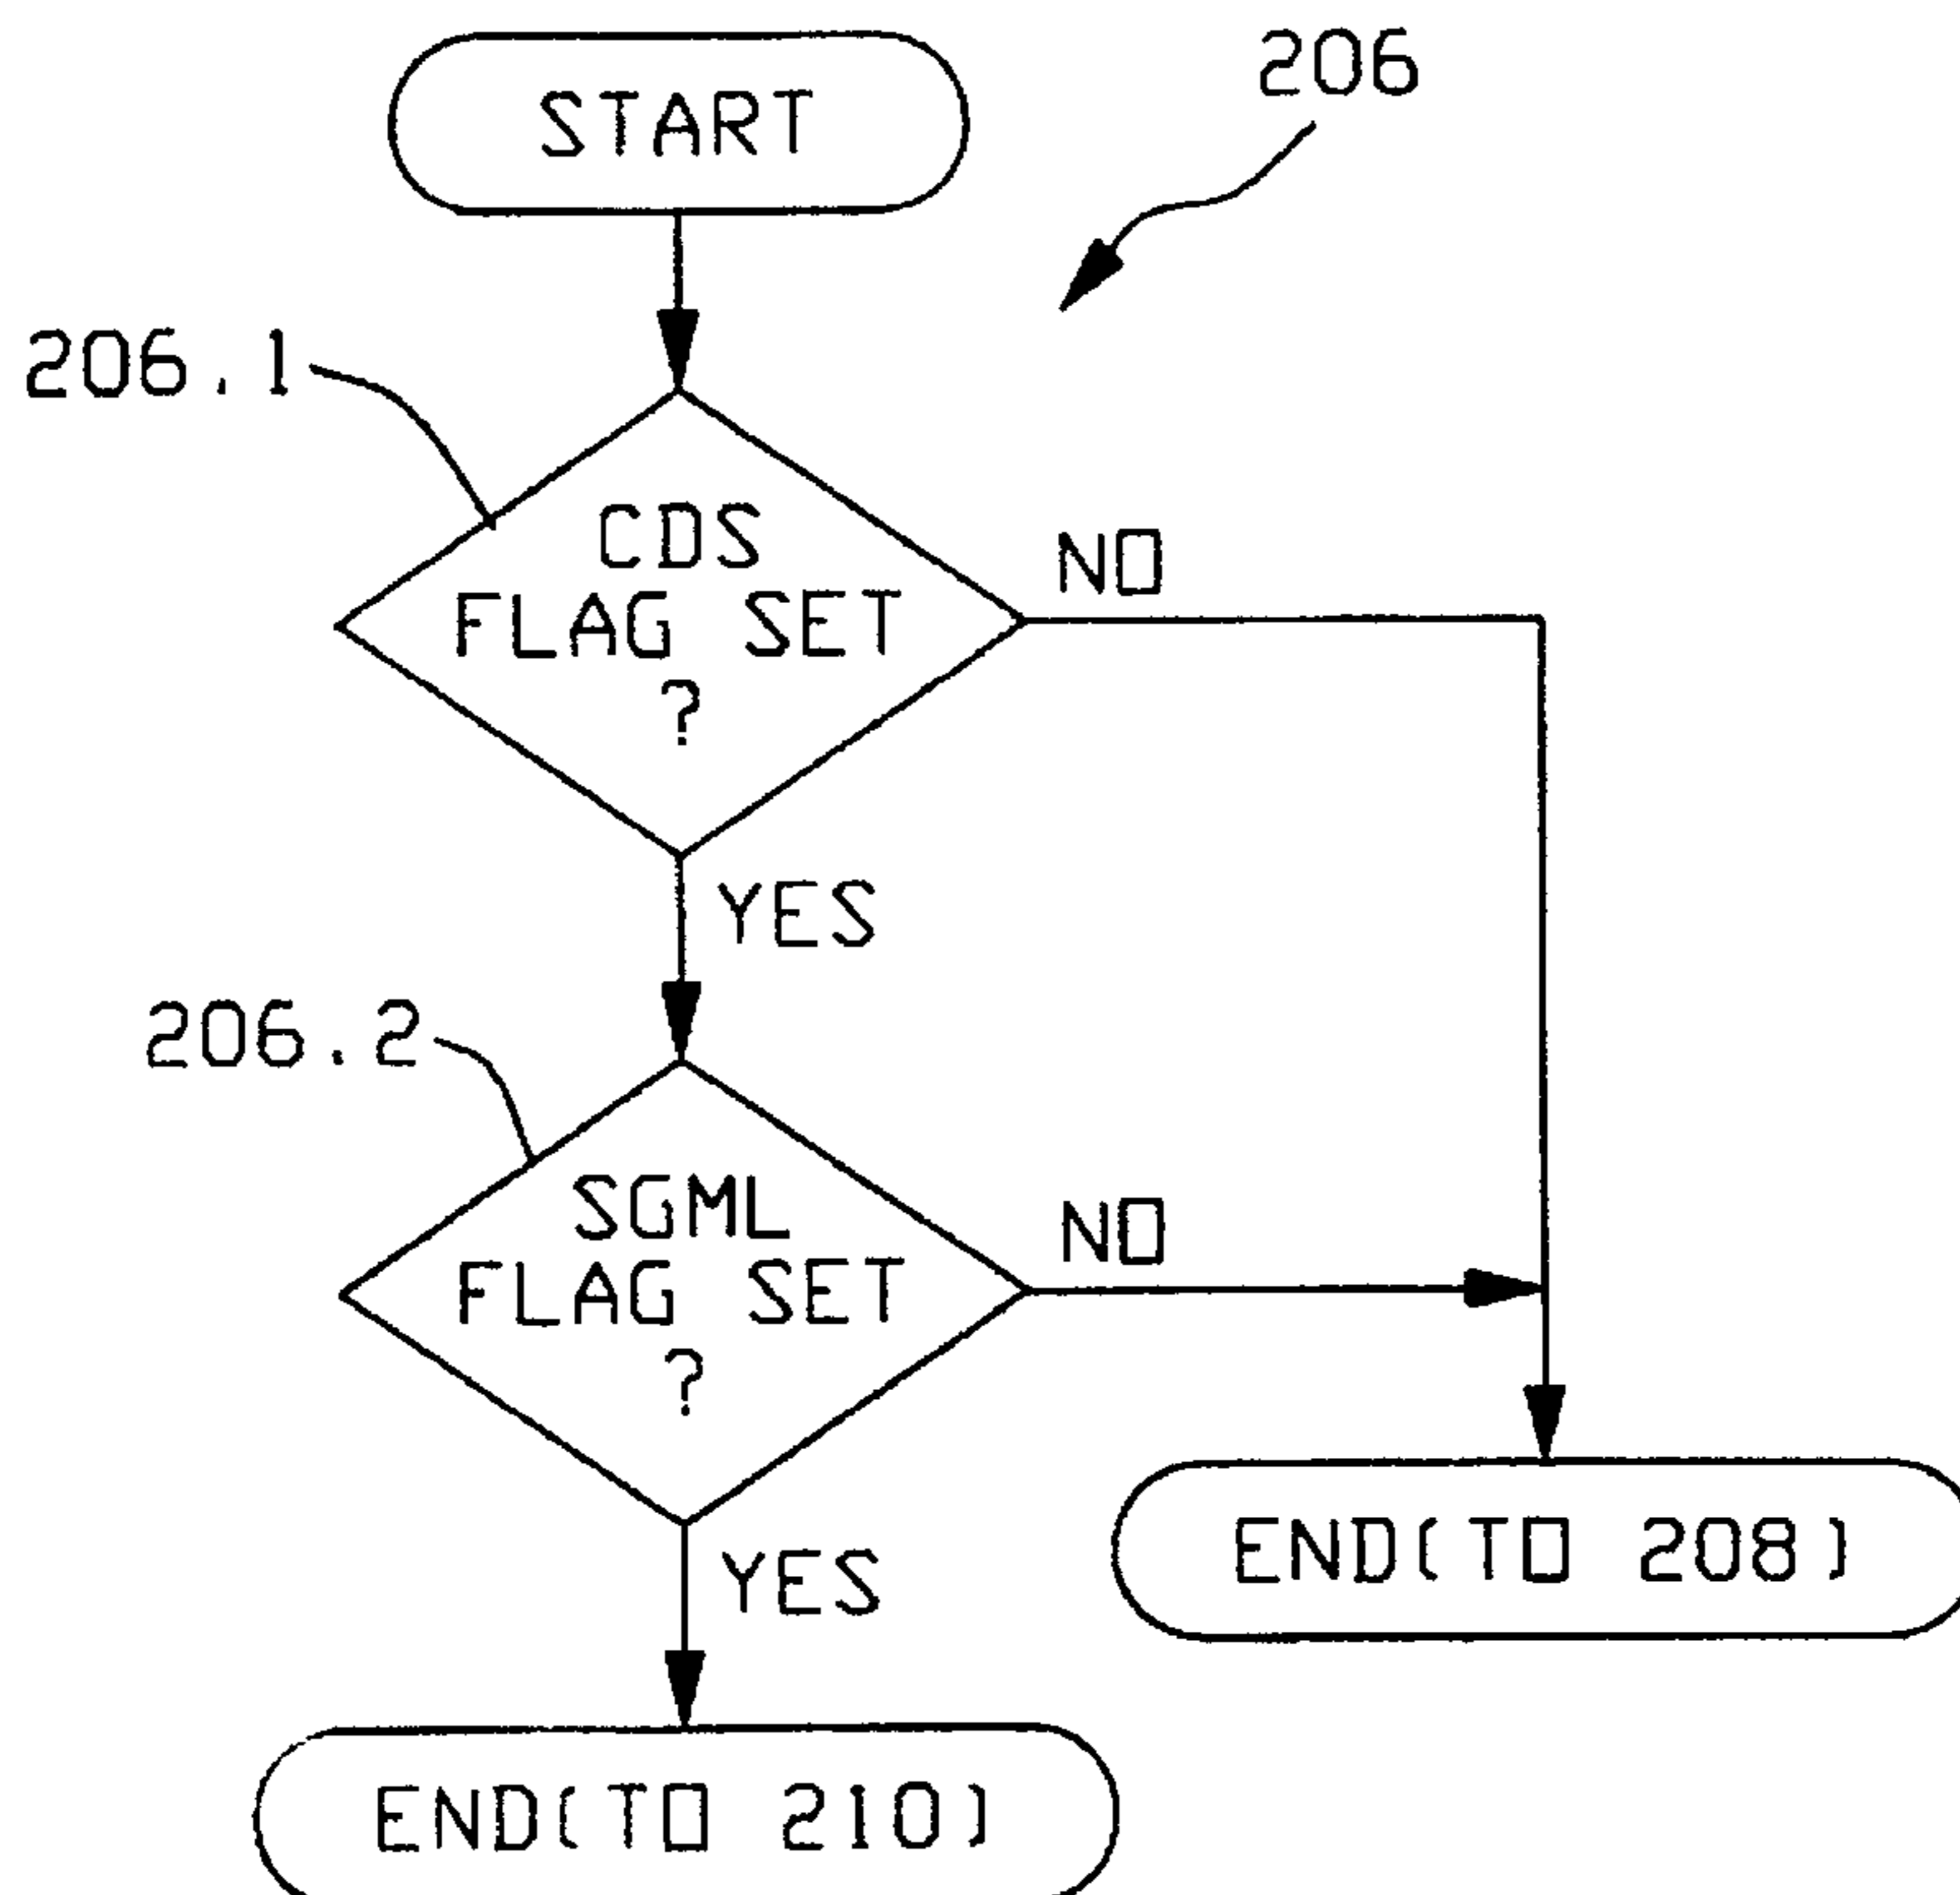 START
206
206.1
CDS
FLAG SET
?
NO
YES
206.2
SGML
FLAG SET
?
NO
YES
END(TO 208)
END(TO 210)